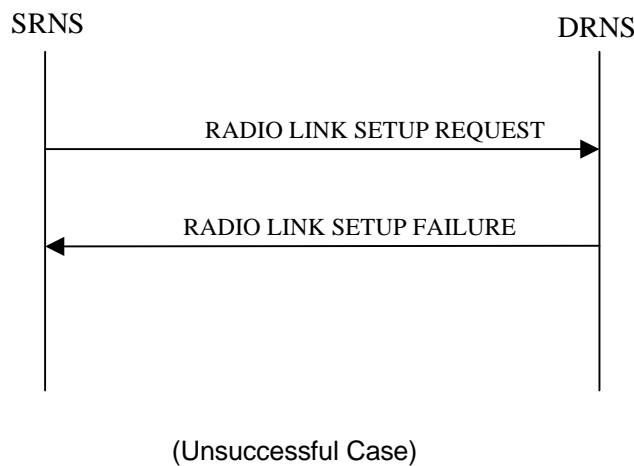 SRNS
DRNS
RADIO LINK SETUP REQUEST
RADIO LINK SETUP FAILURE
(Unsuccessful Case)